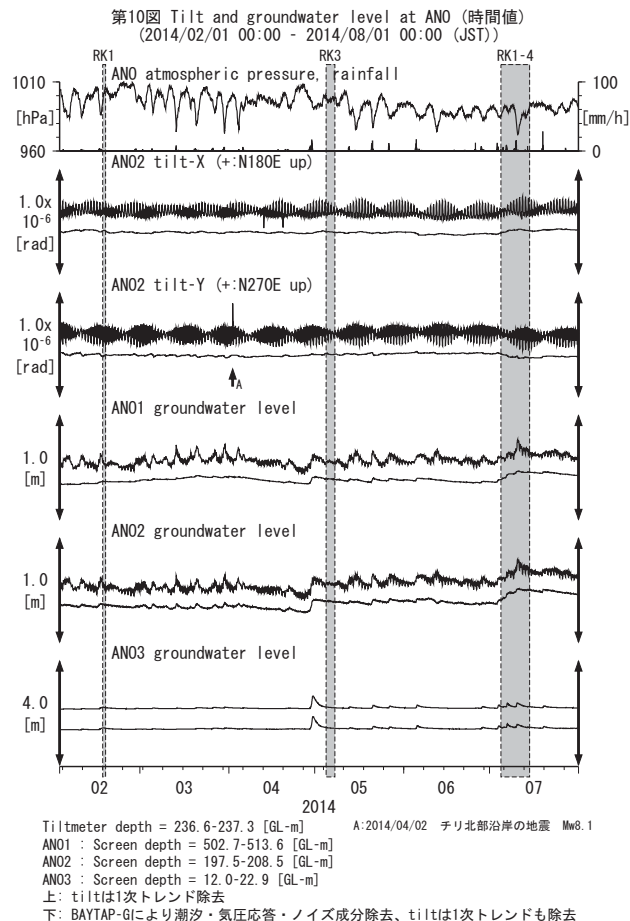 第10図 Tilt and groundwater level at ANO (時間値)
(2014/02/01 00:00 - 2014/08/01 00:00 (JST))
RK1 RK3 RK1-4
ANO atmospheric pressure, rainfall
1010 100
[hPa] [mm/h]
960 0
ANO2 tilt-X (+:N180E up)
1.0x
10-6
[rad]
ANO2 tilt-Y (+:N270E up)
1.0x
10-6
[rad]
A
ANO1 groundwater level
1.0
[m]
ANO2 groundwater level
1.0
[m]
ANO3 groundwater level
4.0
[m]
02 03 04 05 06 07
2014
Tiltmeter depth = 236.6-237.3 [GL-m] A:2014/04/02 チリ北部沿岸の地震 Mw8.1
ANO1 : Screen depth = 502.7-513.6 [GL-m]
ANO2 : Screen depth = 197.5-208.5 [GL-m]
ANO3 : Screen depth = 12.0-22.9 [GL-m]
上: tiltは1次トレンド除去
下: BAYTAP-Gにより潮汐・気圧応答・ノイズ成分除去、tiltは1次トレンドも除去